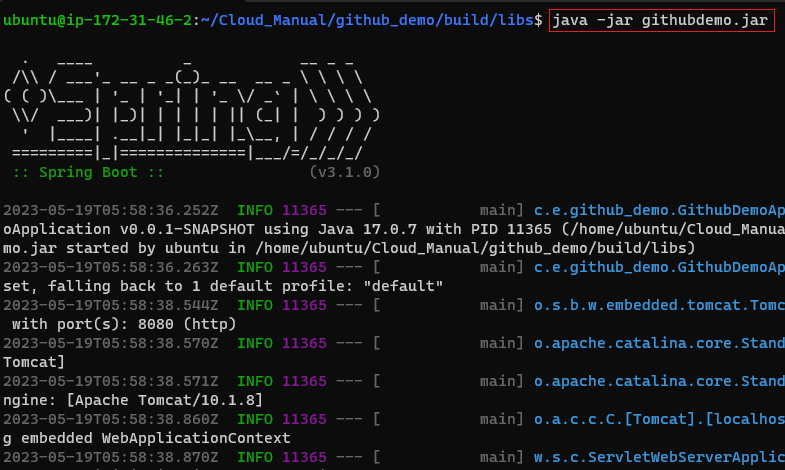 ubuntu@ip-172-31-46-2:~/Cloud_Manual/github_demo/build/libs$ java -jar githubdemo.jar
  .   ____          _            __ _ _
 /\\ / ___'_ __ _ _(_)_ __  __ _ \ \ \ \
( ( )\___ | '_ | '_| | '_ \/ _` | \ \ \ \
 \\/  ___)| |_)| | | | | || (_| |  ) ) ) )
  '  |____| .__|_| |_|_| |_\__, | / / / /
 =========|_|==============|___/=/_/_/_/
 :: Spring Boot ::                (v3.1.0)
2023-05-19T05:58:36.252Z  INFO 11365 --- [           main] c.e.github_demo.GithubDemoAp
oApplication v0.0.1-SNAPSHOT using Java 17.0.7 with PID 11365 (/home/ubuntu/Cloud_Manua
mo.jar started by ubuntu in /home/ubuntu/Cloud_Manual/github_demo/build/libs)
2023-05-19T05:58:36.263Z  INFO 11365 --- [           main] c.e.github_demo.GithubDemoAp
set, falling back to 1 default profile: "default"
2023-05-19T05:58:38.544Z  INFO 11365 --- [           main] o.s.b.w.embedded.tomcat.Tomc
 with port(s): 8080 (http)
2023-05-19T05:58:38.570Z  INFO 11365 --- [           main] o.apache.catalina.core.Stand
Tomcat]
2023-05-19T05:58:38.571Z  INFO 11365 --- [           main] o.apache.catalina.core.Stand
ngine: [Apache Tomcat/10.1.8]
2023-05-19T05:58:38.860Z  INFO 11365 --- [           main] o.a.c.c.C.[Tomcat].[localhos
g embedded WebApplicationContext
2023-05-19T05:58:38.870Z  INFO 11365 --- [           main] w.s.c.ServletWebServerApplic